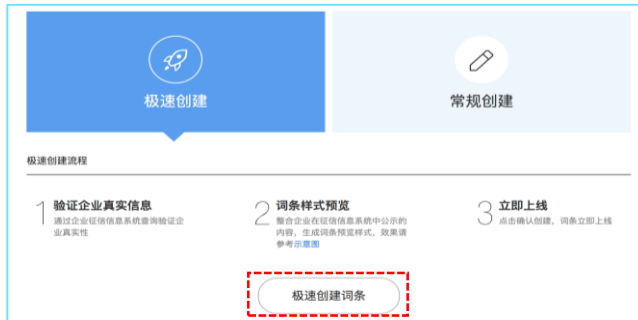 极速创建
常规创建
极速创建流程
1 验证企业真实信息
通过企业征信信息系统查询验证企
业真实性
2 词条样式预览
整合企业在征信信息系统中公示的
内容，生成词条预览样式，效果请
参考示意图
3 立即上线
点击确认创建，词条立即上线
极速创建词条